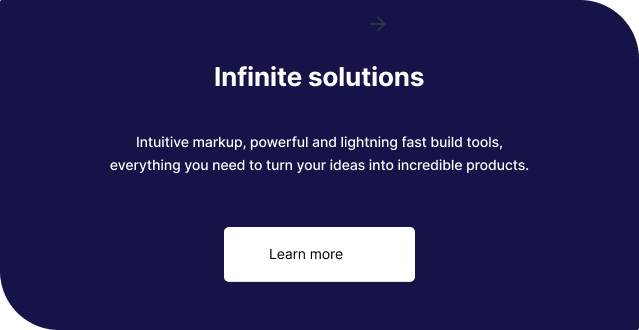 Infinite solutions
Intuitive markup, powerful and lightning fast build tools,
everything you need to turn your ideas into incredible products.
Learn more